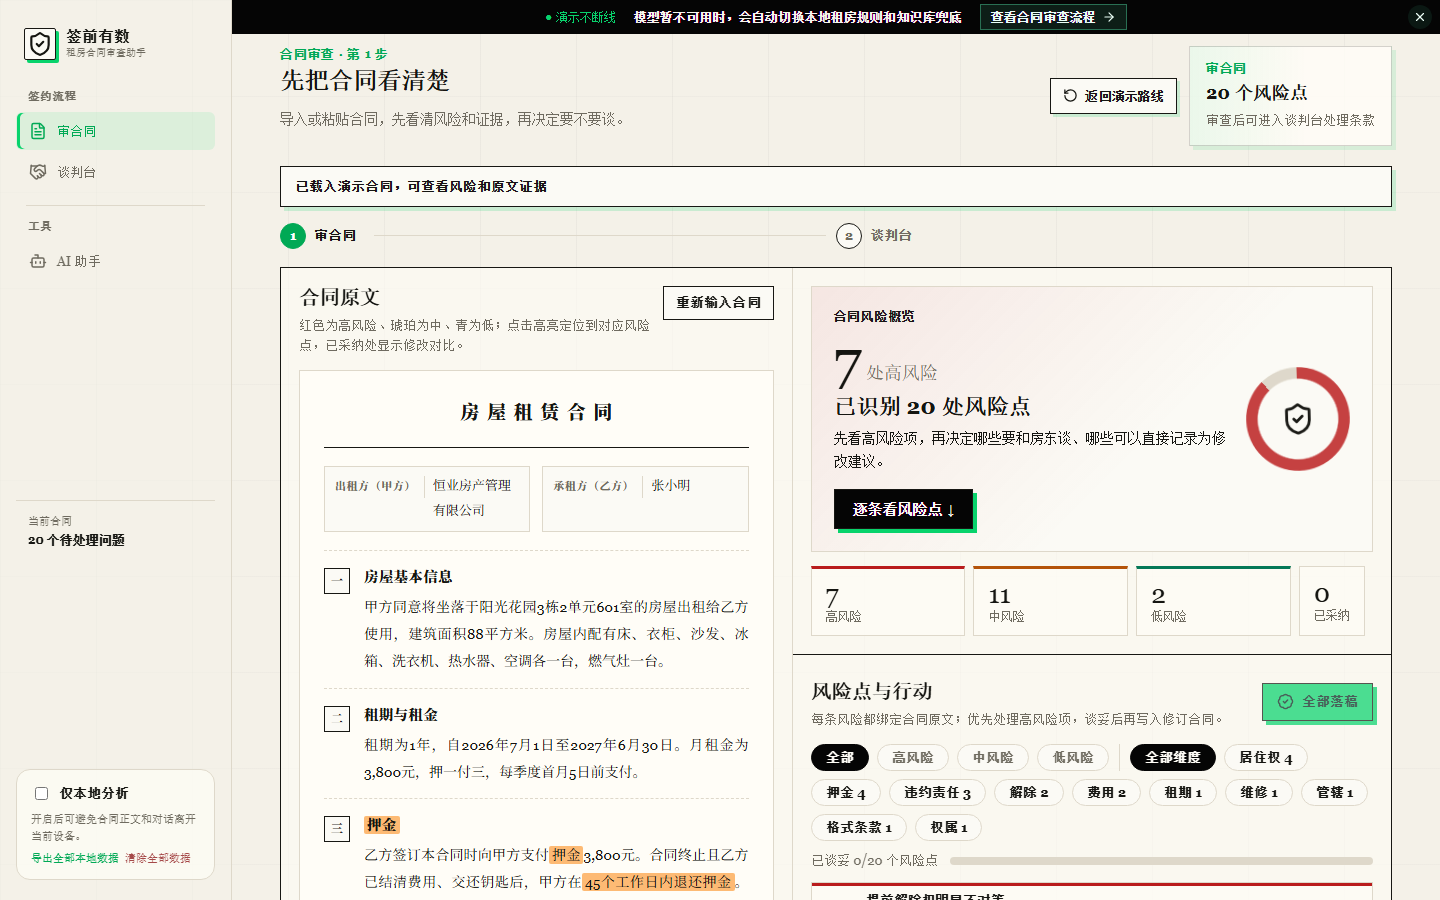 签前有数
租房合同审查助手
签约流程
审合同
谈判台
工具
AI 助手
当前合同
20 个待处理问题
仅本地分析
开启后可避免合同正文和对话离开
当前设备。
导出全部本地数据 清除全部数据
演示不断线 模型暂不可用时，会自动切换本地租房规则和知识库兜底 查看合同审查流程 →
合同审查 · 第 1 步
先把合同看清楚
导入或粘贴合同，先看清风险和证据，再决定要不要谈。
返回演示路线
审合同
20 个风险点
审查后可进入谈判台处理条款
已载入演示合同，可查看风险和原文证据
1 审合同
2 谈判台
合同原文
重新输入合同
红色为高风险、琥珀为中、青为低；点击高亮定位到对应风险
点，已采纳处显示修改对比。
房屋租赁合同
出租方（甲方） 恒业房产管理
有限公司
承租方（乙方） 张小明
一 房屋基本信息
甲方同意将坐落于阳光花园3栋2单元601室的房屋出租给乙方
使用，建筑面积88平方米。房屋内配有床、衣柜、沙发、冰
箱、洗衣机、热水器、空调各一台，燃气灶一台。
二 租期与租金
租期为1年，自2026年7月1日至2027年6月30日。月租金为
3,800元，押一付三，每季度首月5日前支付。
三 押金
乙方签订本合同时向甲方支付押金3,800元。合同终止且乙方
已结清费用、交还钥匙后，甲方在45个工作日内退还押金。
合同风险概览
7 处高风险
已识别 20 处风险点
先看高风险项，再决定哪些要和房东谈、哪些可以直接记录为修
改建议。
逐条看风险点 ↓
7
高风险
11
中风险
2
低风险
0
已采纳
风险点与行动
全部落稿
每条风险都绑定合同原文；优先处理高风险项，谈妥后再写入修订合同。
全部 高风险 中风险 低风险 全部维度 居住权 4
押金 4 违约责任 3 解除 2 费用 2 租期 1 维修 1 管辖 1
格式条款 1 权属 1
已谈妥 0/20 个风险点